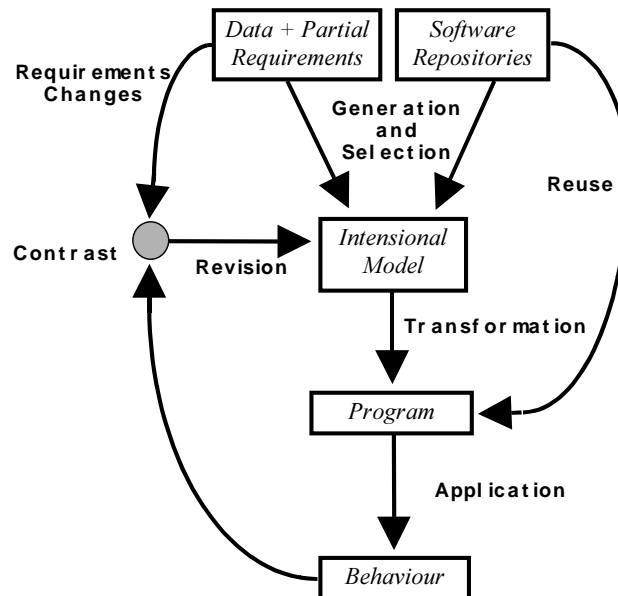 Data + Partial
Requirements
Software
Repositories
Requirements
Changes
Generation
and
Selection
Reuse
Contrast
Revision
Intensional
Model
Transformation
Program
Application
Behaviour